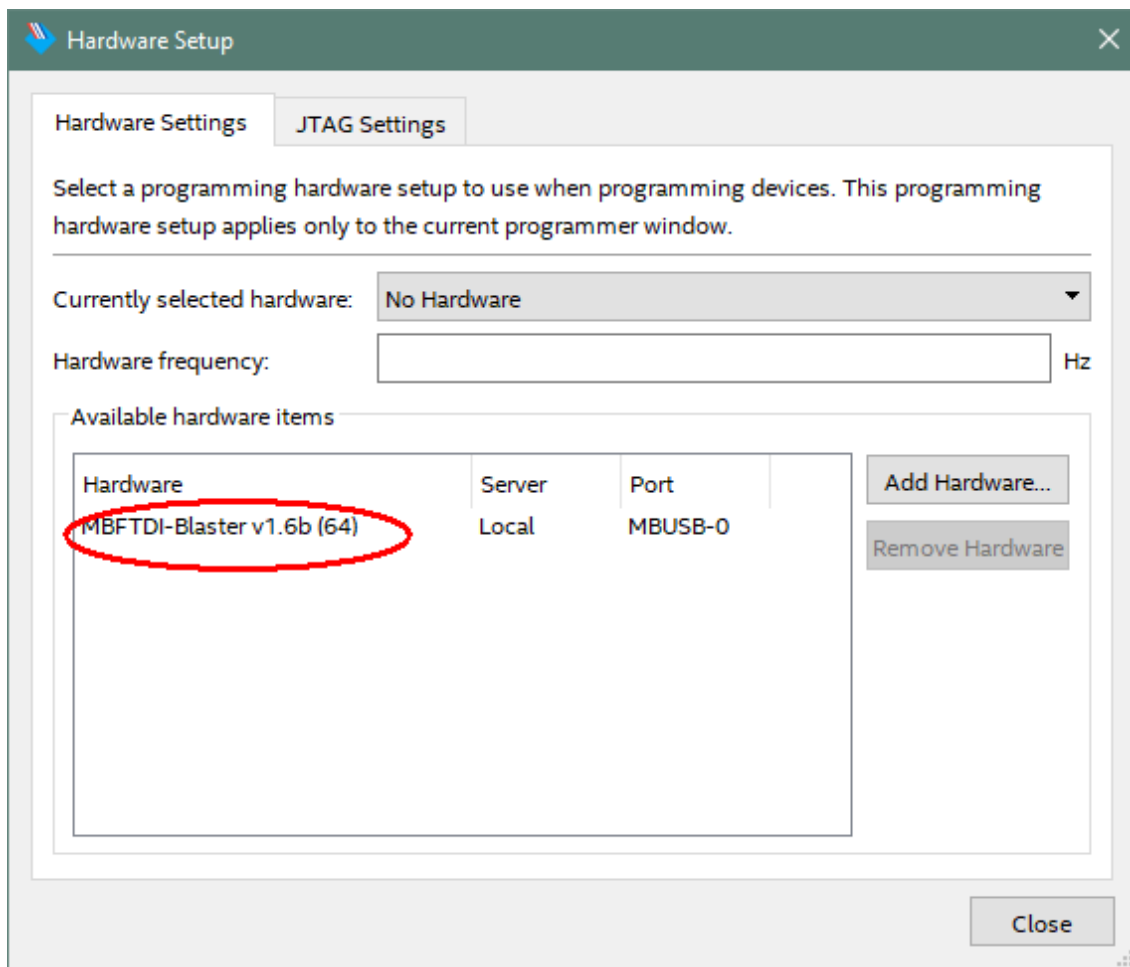 Hardware Setup
Hardware Settings
JTAG Settings
Select a programming hardware setup to use when programming devices. This programming
hardware setup applies only to the current programmer window.
Currently selected hardware: No Hardware
Hardware frequency: Hz
Available hardware items
Hardware Server Port
MBFTDI-Blaster v1.6b (64) Local MBUSB-0
Add Hardware...
Remove Hardware
Close